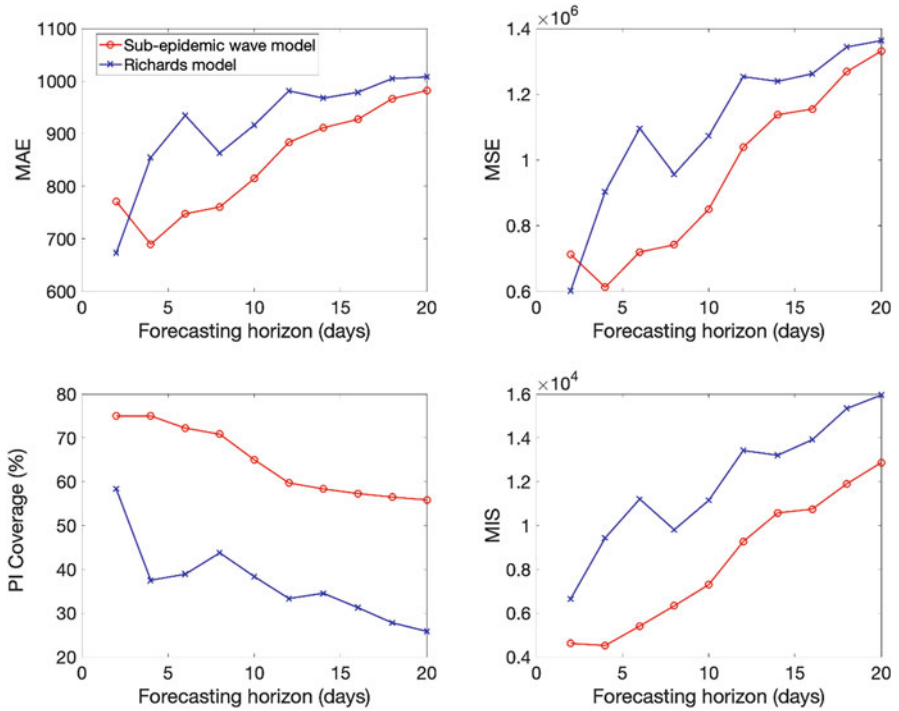 1100
1000
900
800
700
600
MAE
Sub-epidemic wave model
Richards model
0 5 10 15 20
Forecasting horizon (days)
×10⁶
1.4
1.2
1
0.8
0.6
MSE
0 5 10 15 20
Forecasting horizon (days)
80
70
60
50
40
30
20
PI Coverage (%)
0 5 10 15 20
Forecasting horizon (days)
×10⁴
1.6
1.4
1.2
1
0.8
0.6
0.4
MIS
0 5 10 15 20
Forecasting horizon (days)